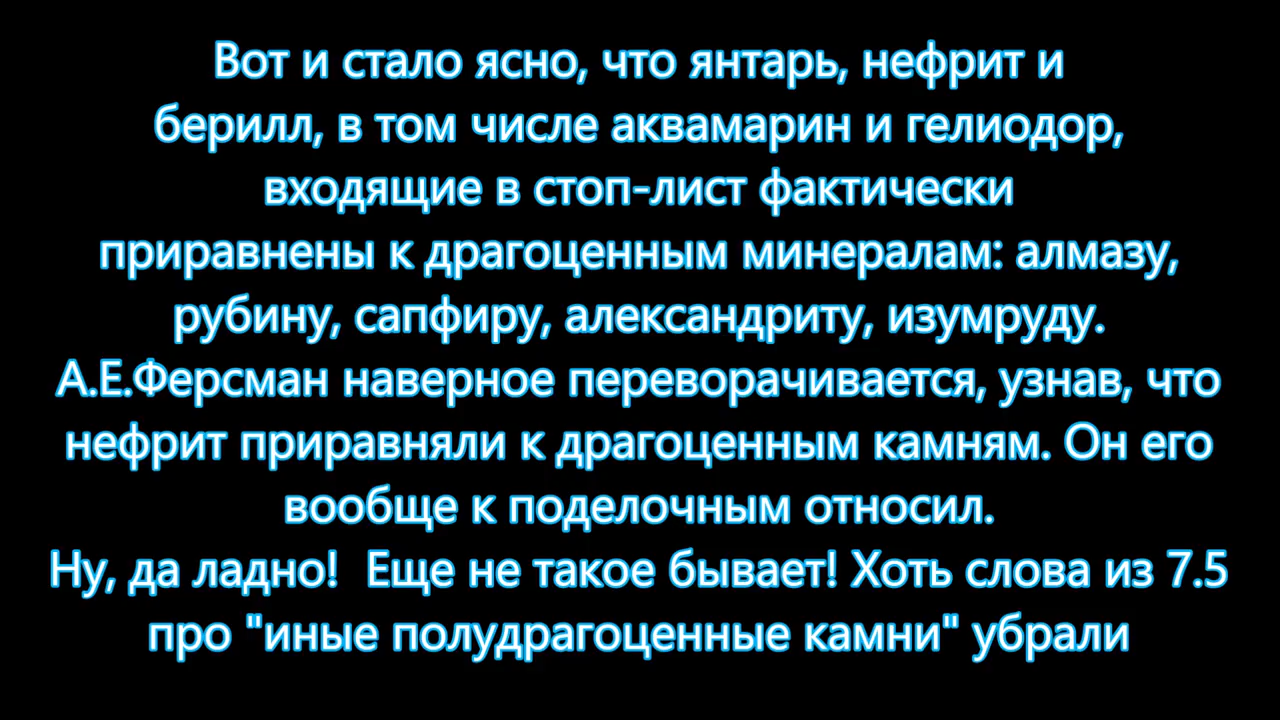 Вот и стало ясно, что янтарь, нефрит и
берилл, в том числе аквамарин и гелиодор,
входящие в стоп-лист фактически
приравнены к драгоценным минералам: алмазу,
рубину, сапфиру, александриту, изумруду.
А.Е.Ферсман наверное переворачивается, узнав, что
нефрит приравняли к драгоценным камням. Он его
вообще к поделочным относил.
Ну, да ладно!  Еще не такое бывает! Хоть слова из 7.5
про "иные полудрагоценные камни" убрали